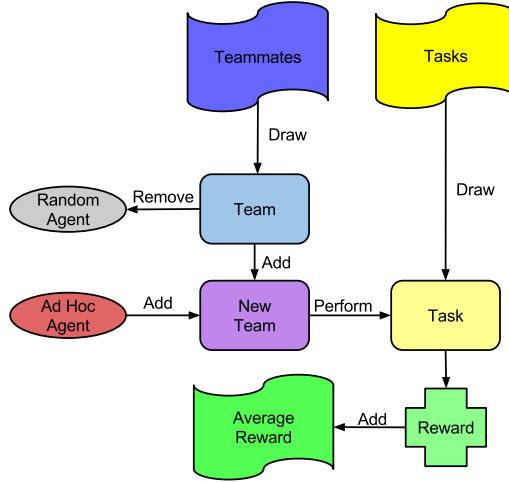 Teammates
Tasks
Draw
Draw
Random
Agent
Remove
Team
Add
Ad Hoc
Agent
Add
New
Team
Perform
Task
Average
Reward
Add
Reward